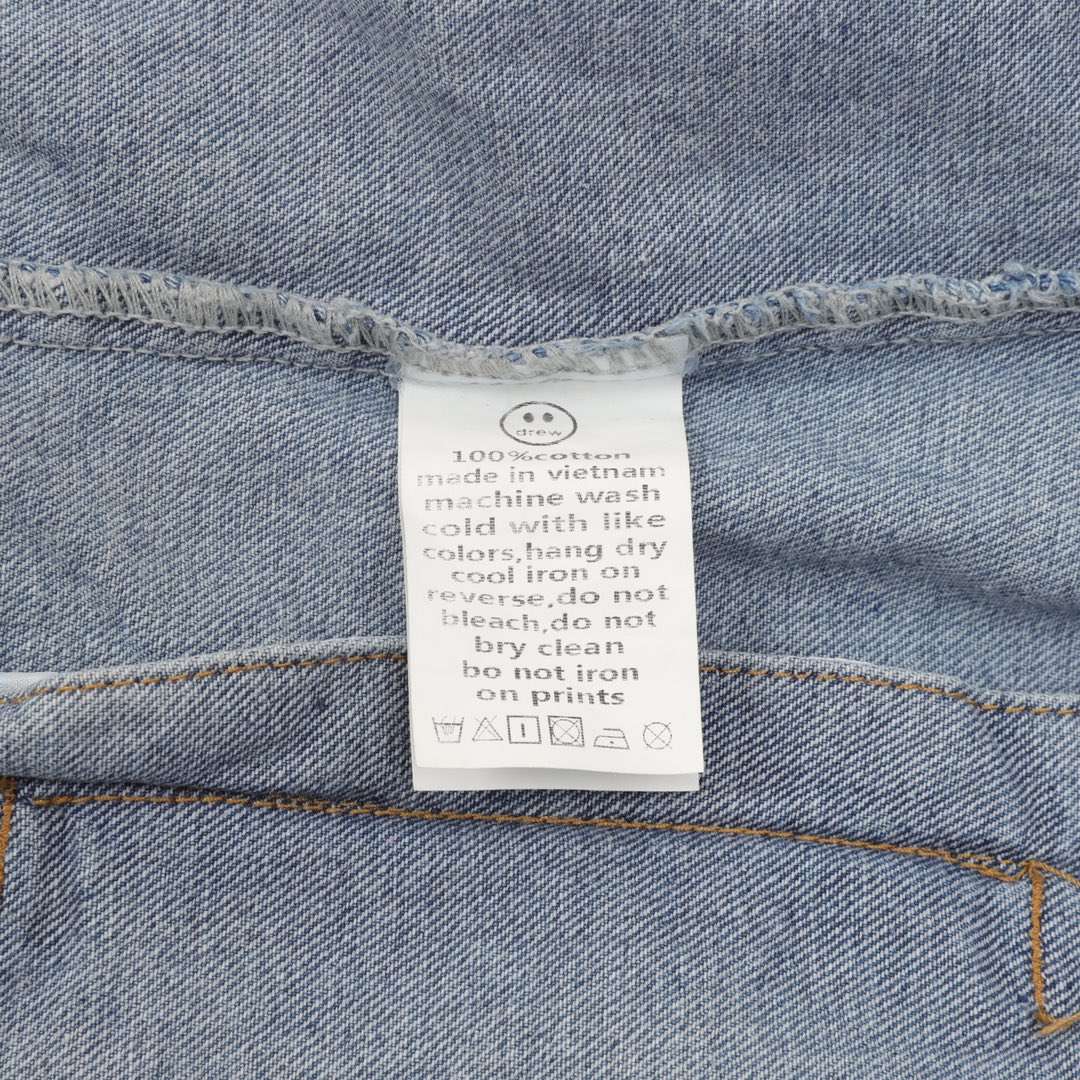 drew
100%cotton
made in vietnam
machine wash
cold with like
colors,hang dry
cool iron on
reverse,do not
bleach,do not
bry clean
bo not iron
on prints